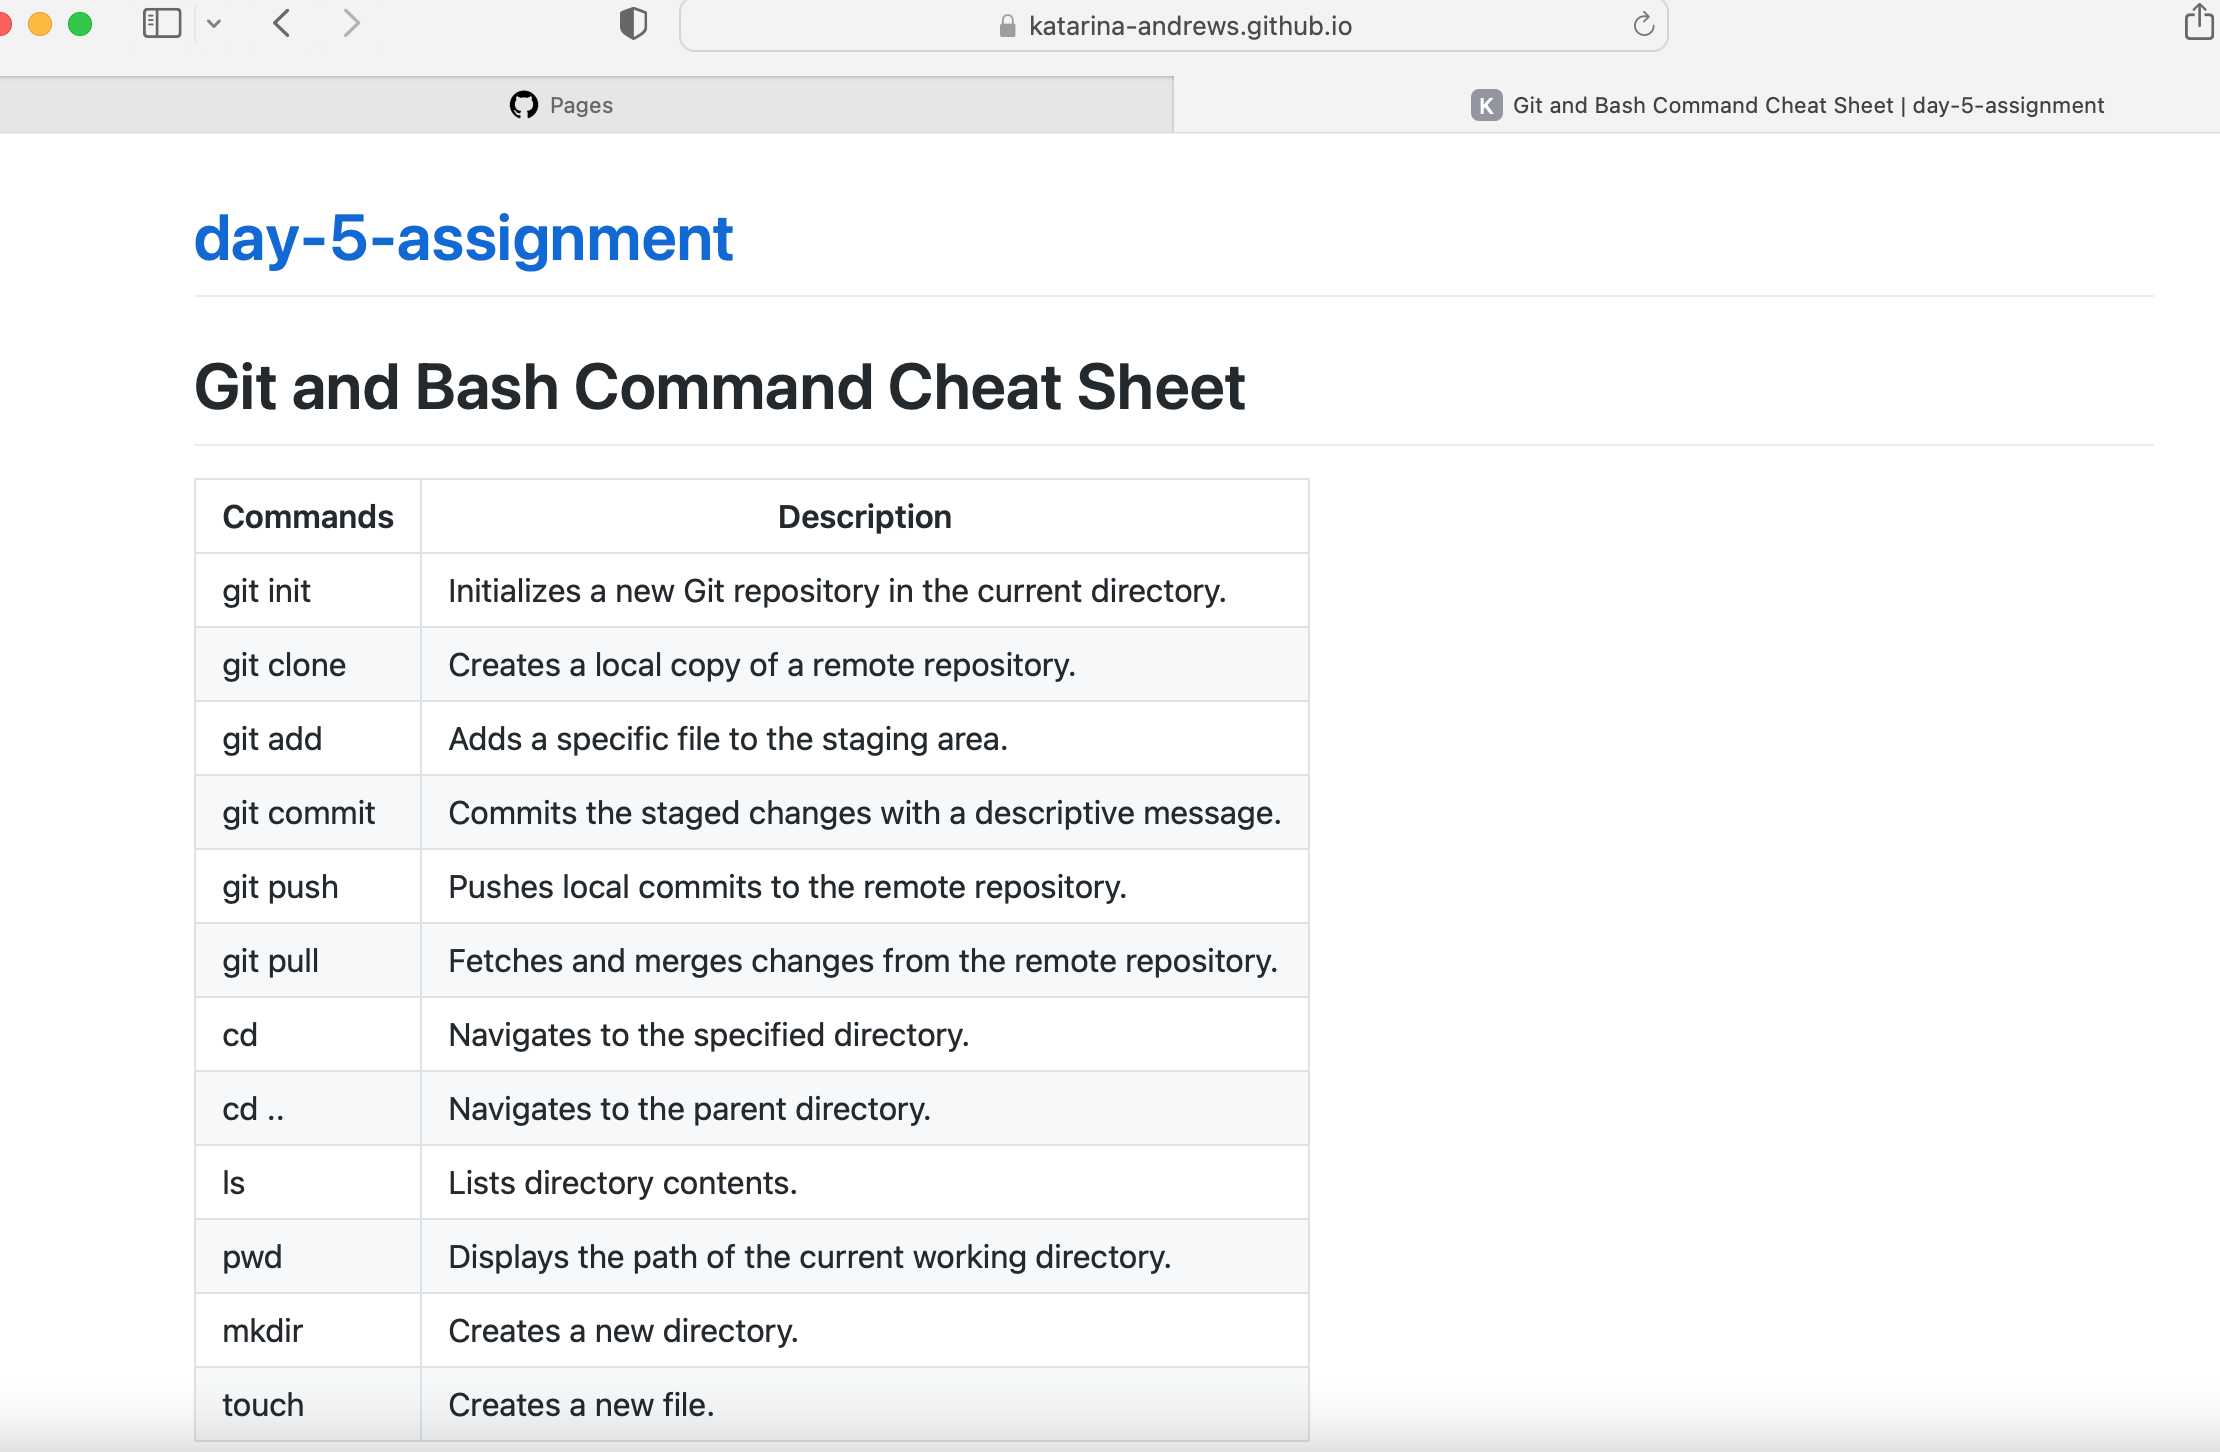 katarina-andrews.github.io
Pages
K Git and Bash Command Cheat Sheet | day-5-assignment
day-5-assignment
Git and Bash Command Cheat Sheet
Commands Description
git init Initializes a new Git repository in the current directory.
git clone Creates a local copy of a remote repository.
git add Adds a specific file to the staging area.
git commit Commits the staged changes with a descriptive message.
git push Pushes local commits to the remote repository.
git pull Fetches and merges changes from the remote repository.
cd Navigates to the specified directory.
cd .. Navigates to the parent directory.
ls Lists directory contents.
pwd Displays the path of the current working directory.
mkdir Creates a new directory.
touch Creates a new file.